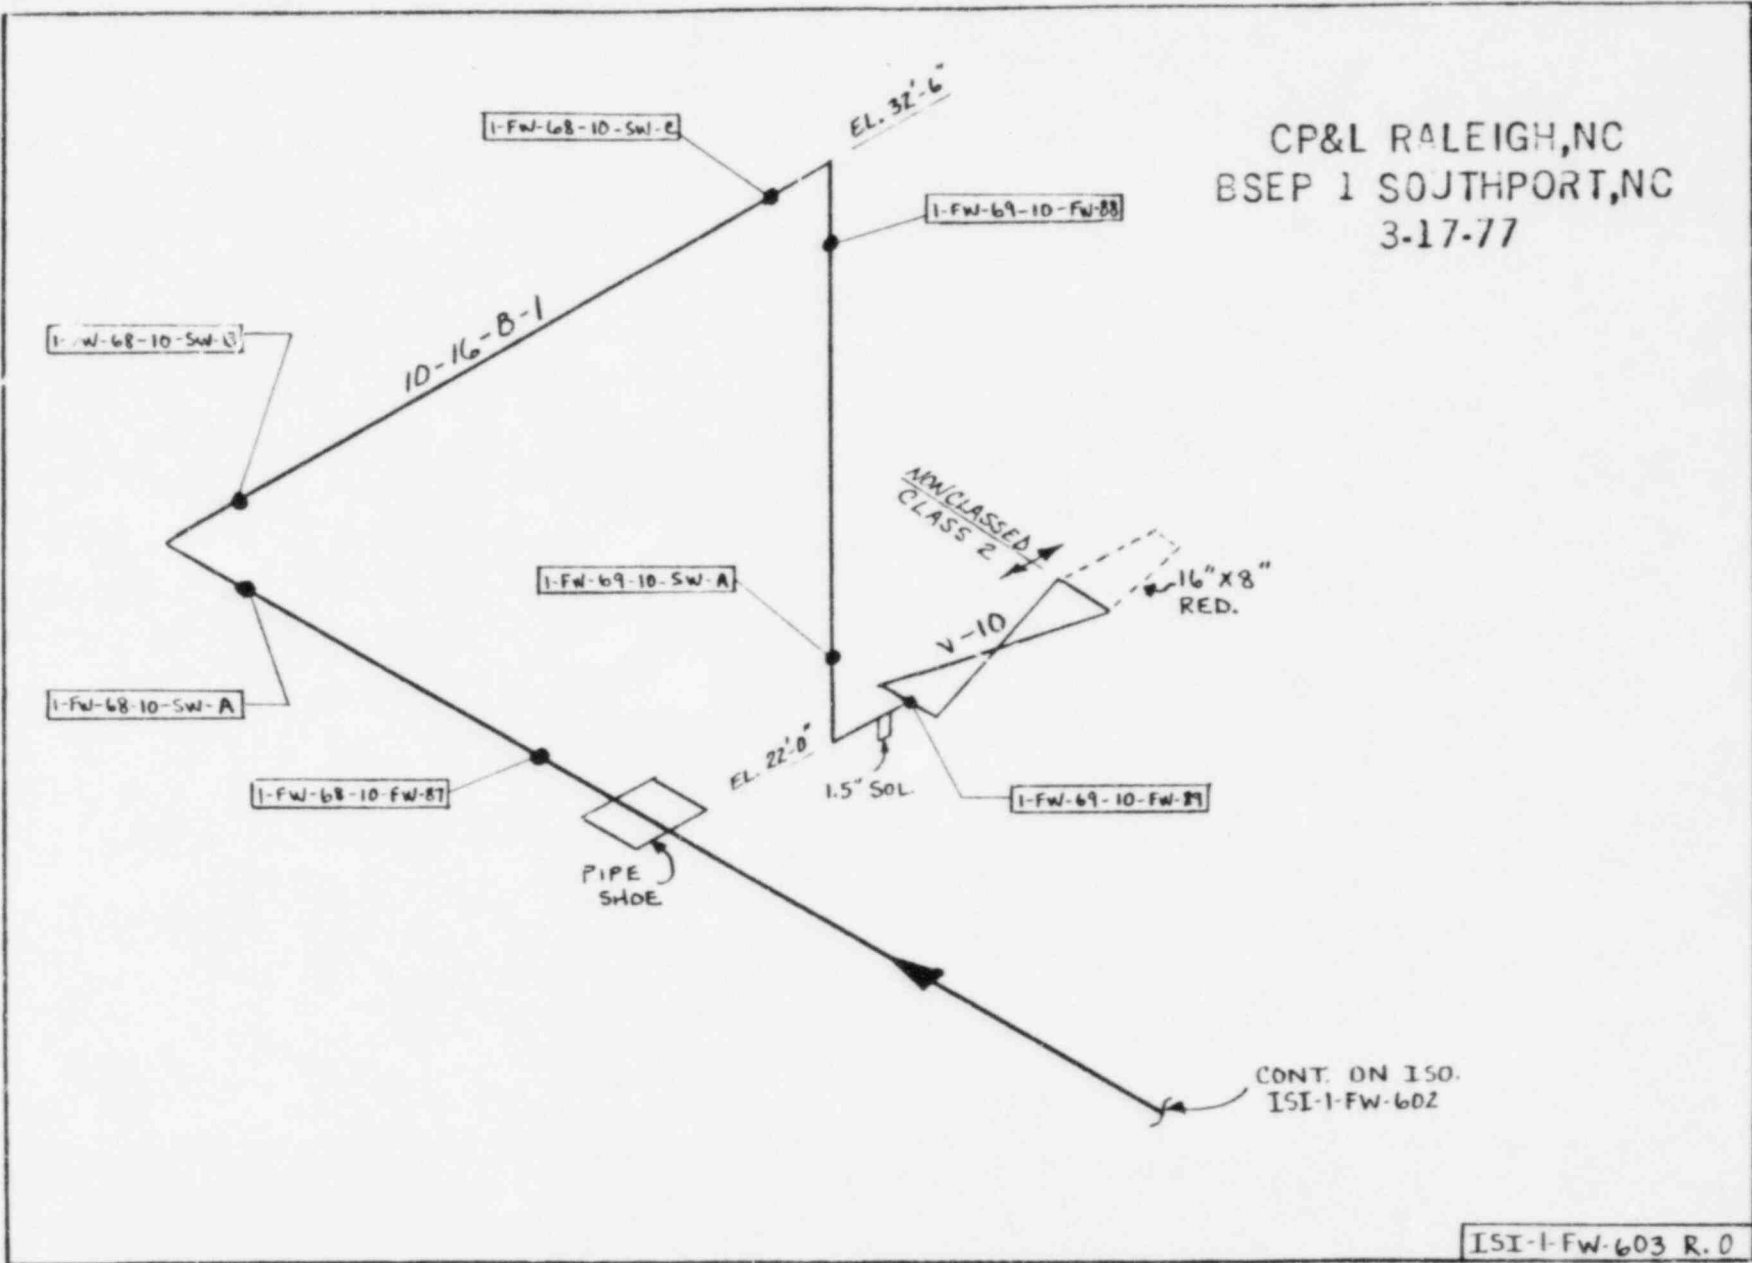 EL. 32'-6"
1-FW-68-10-SW-C
CP&L RALEIGH,NC
BSEP 1 SOUTHPORT,NC
3-17-77
1-FW-69-10-FW-88
10-16-B-1
NONCLASSED
CLASS 2
1-FW-69-10-SW-A
16" X 8"
RED.
V-10
1-FW-68-10-SW-A
EL. 22'-0"
1.5" SOL
1-FW-68-10-FW-87
1-FW-69-10-FW-89
PIPE
SHOE
CONT. ON ISO.
ISI-1-FW-602
ISI-1-FW-603 R. 0